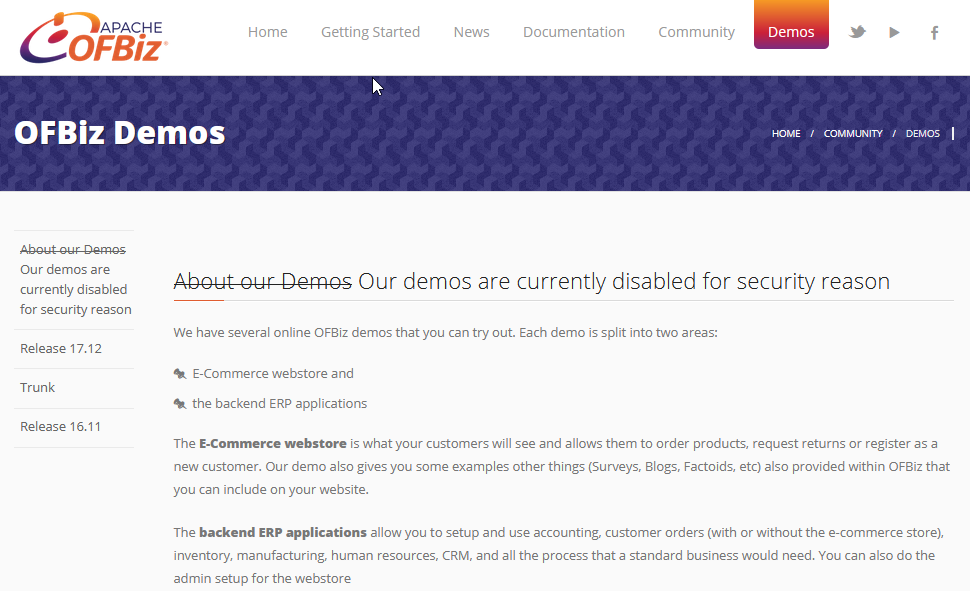 APACHE
OFBiz
Home Getting Started News Documentation Community Demos
OFBiz Demos
HOME / COMMUNITY / DEMOS
About our Demos
Our demos are
currently disabled
for security reason
Release 17.12
Trunk
Release 16.11
About our Demos Our demos are currently disabled for security reason
We have several online OFBiz demos that you can try out. Each demo is split into two areas:
E-Commerce webstore and
the backend ERP applications
The E-Commerce webstore is what your customers will see and allows them to order products, request returns or register as a
new customer. Our demo also gives you some examples other things (Surveys, Blogs, Factoids, etc) also provided within OFBiz that
you can include on your website.
The backend ERP applications allow you to setup and use accounting, customer orders (with or without the e-commerce store),
inventory, manufacturing, human resources, CRM, and all the process that a standard business would need. You can also do the
admin setup for the webstore